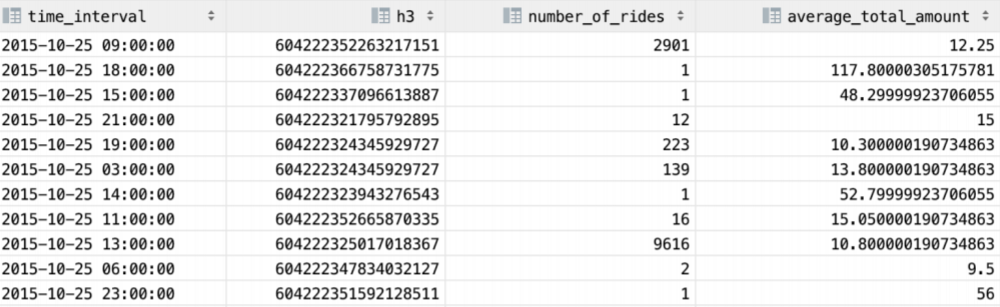 time_interval h3 number_of_rides average_total_amount
2015-10-25 09:00:00 604222352263217151 2901 12.25
2015-10-25 18:00:00 604222366758731775 1 117.80000305175781
2015-10-25 15:00:00 604222337096613887 1 48.29999923706055
2015-10-25 21:00:00 604222321795792895 12 15
2015-10-25 19:00:00 604222324345929727 223 10.300000190734863
2015-10-25 03:00:00 604222324345929727 139 13.800000190734863
2015-10-25 14:00:00 604222323943276543 1 52.79999923706055
2015-10-25 11:00:00 604222352665870335 16 15.050000190734863
2015-10-25 13:00:00 604222325017018367 9616 10.800000190734863
2015-10-25 06:00:00 604222347834032127 2 9.5
2015-10-25 23:00:00 604222351592128511 1 56